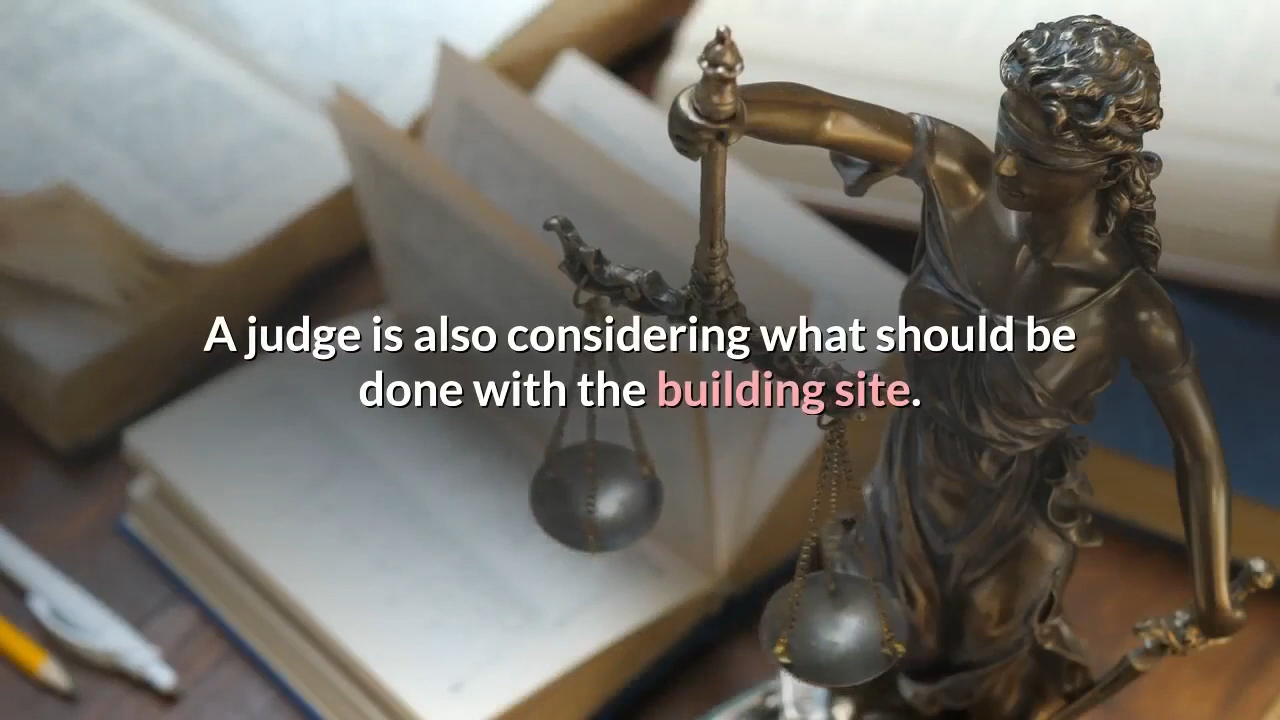 A judge is also considering what should be
done with the building site.